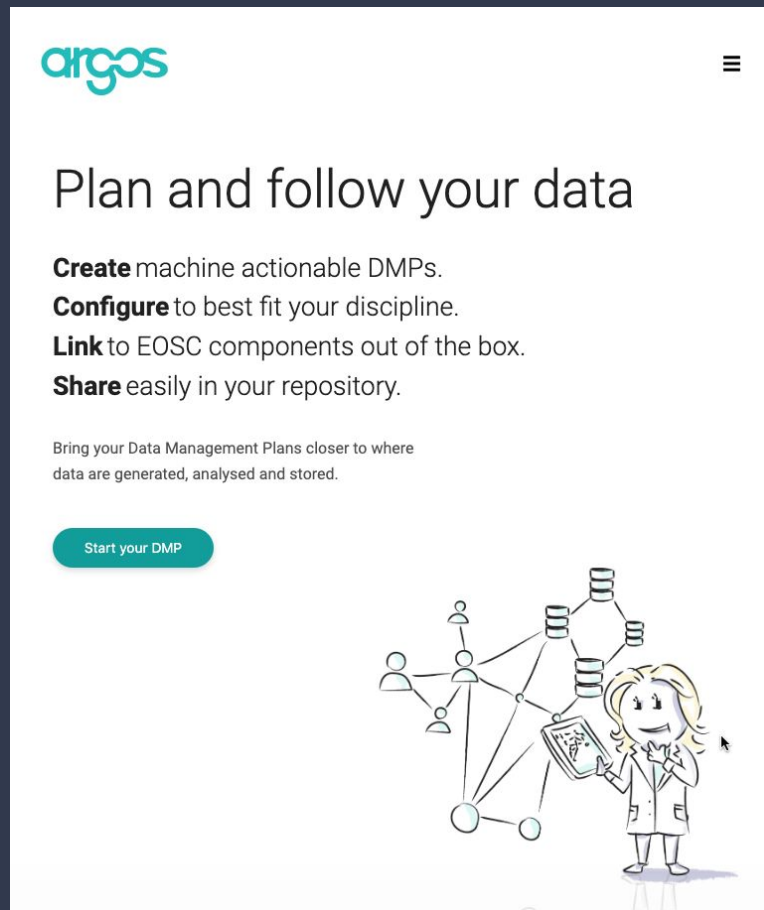 argos
Plan and follow your data
Create machine actionable DMPs.
Configure to best fit your discipline.
Link to EOSC components out of the box.
Share easily in your repository.
Bring your Data Management Plans closer to where
data are generated, analysed and stored.
Start your DMP